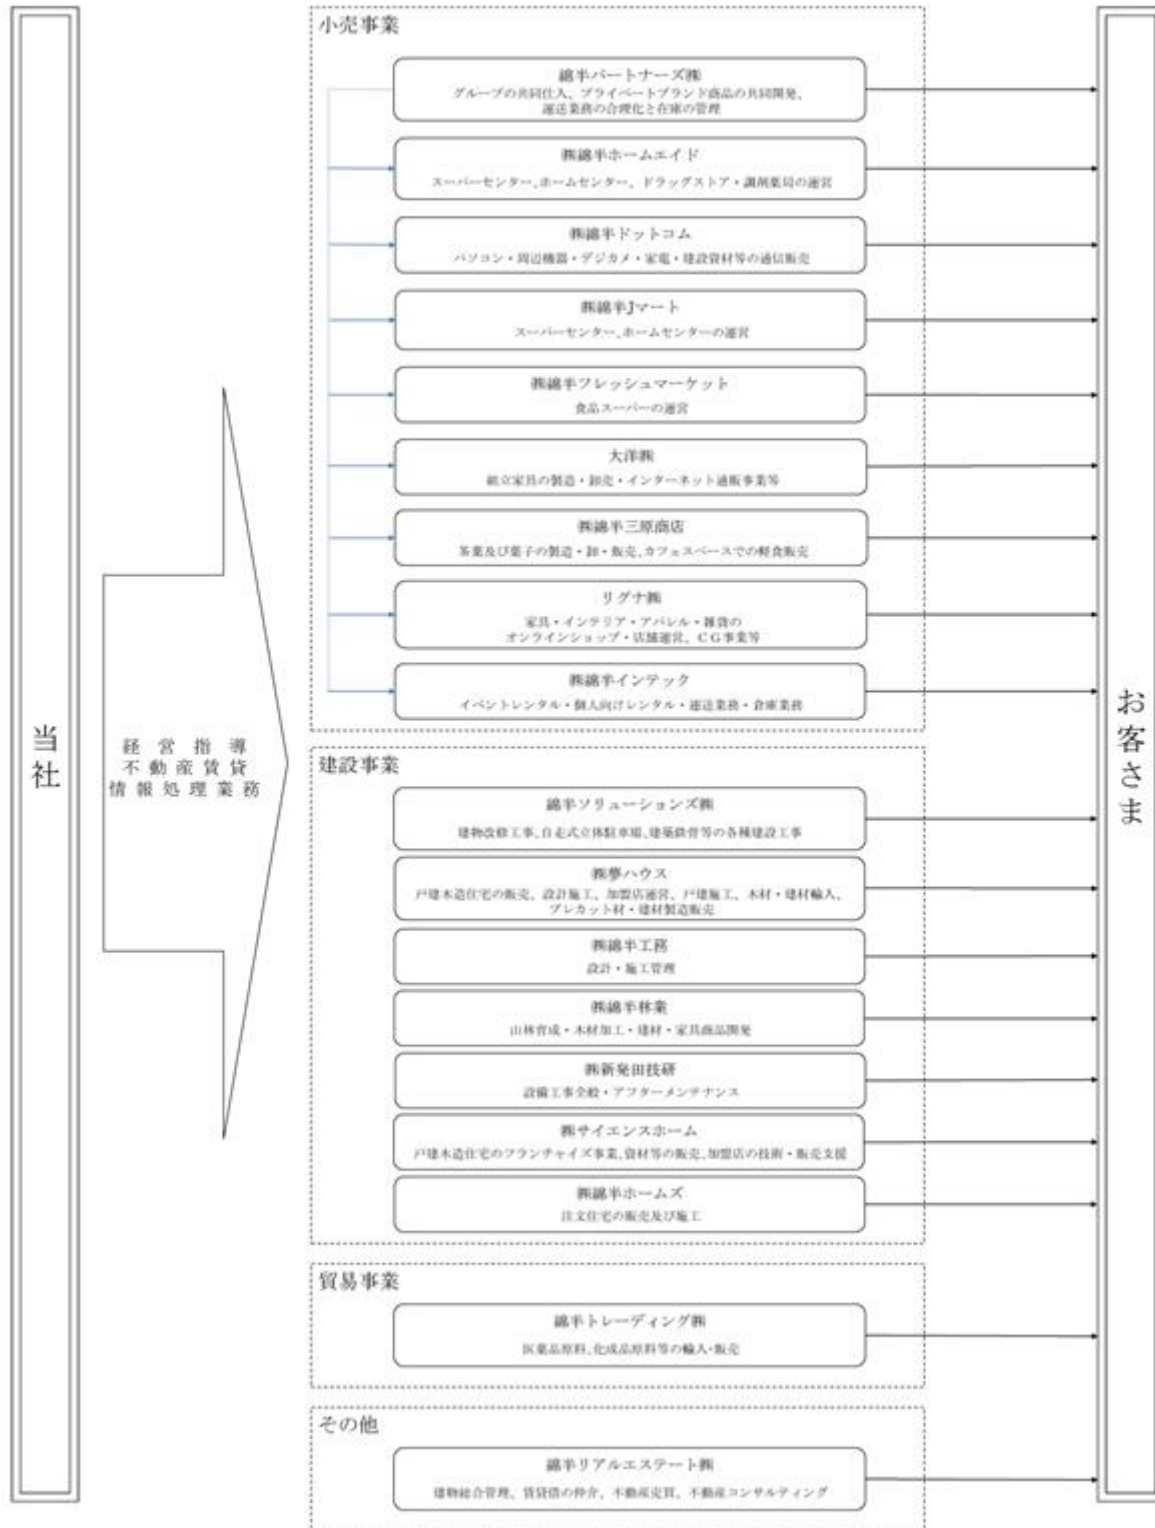 当社
経営指導
不動産賃貸
情報処理業務
小売事業
綿半パートナーズ㈱
グループの共同仕入、プライベートブランド商品の共同開発、
運送業務の合理化と在庫の管理
㈱綿半ホームエイド
スーパーセンター、ホームセンター、ドラッグストア・調剤薬局の運営
㈱綿半ドットコム
パソコン・周辺機器・デジカメ・家電・建設資材等の通信販売
㈱綿半Jマート
スーパーセンター、ホームセンターの運営
㈱綿半フレッシュマーケット
食品スーパーの運営
大洋㈱
組立家具の製造・卸売・インターネット通販事業等
㈱綿半三原商店
茶葉及び菓子の製造・卸・販売、カフェスペースでの軽食販売
リグナ㈱
家具・インテリア・アパレル・雑貨の
オンラインショップ・店舗運営、CG事業等
㈱綿半インテック
イベントレンタル・個人向けレンタル・運送業務・倉庫業務
建設事業
綿半ソリューションズ㈱
建物改修工事、自走式立体駐車場、建築鉄骨等の各種建設工事
㈱夢ハウス
戸建木造住宅の販売、設計施工、加盟店運営、戸建施工、木材・建材輸入、
プレカット材・建材製造販売
㈱綿半工務
設計・施工管理
㈱綿半林業
山林育成・木材加工・建材・家具商品開発
㈱新発田技研
設備工事全般・アフターメンテナンス
㈱サイエンスホーム
戸建木造住宅のフランチャイズ事業、資材等の販売、加盟店の技術・販売支援
㈱綿半ホームズ
注文住宅の販売及び施工
貿易事業
綿半トレーディング㈱
医薬品原料、化成品原料等の輸入・販売
その他
綿半リアルエステート㈱
建物総合管理、賃貸借の仲介、不動産売買、不動産コンサルティング
お客さま